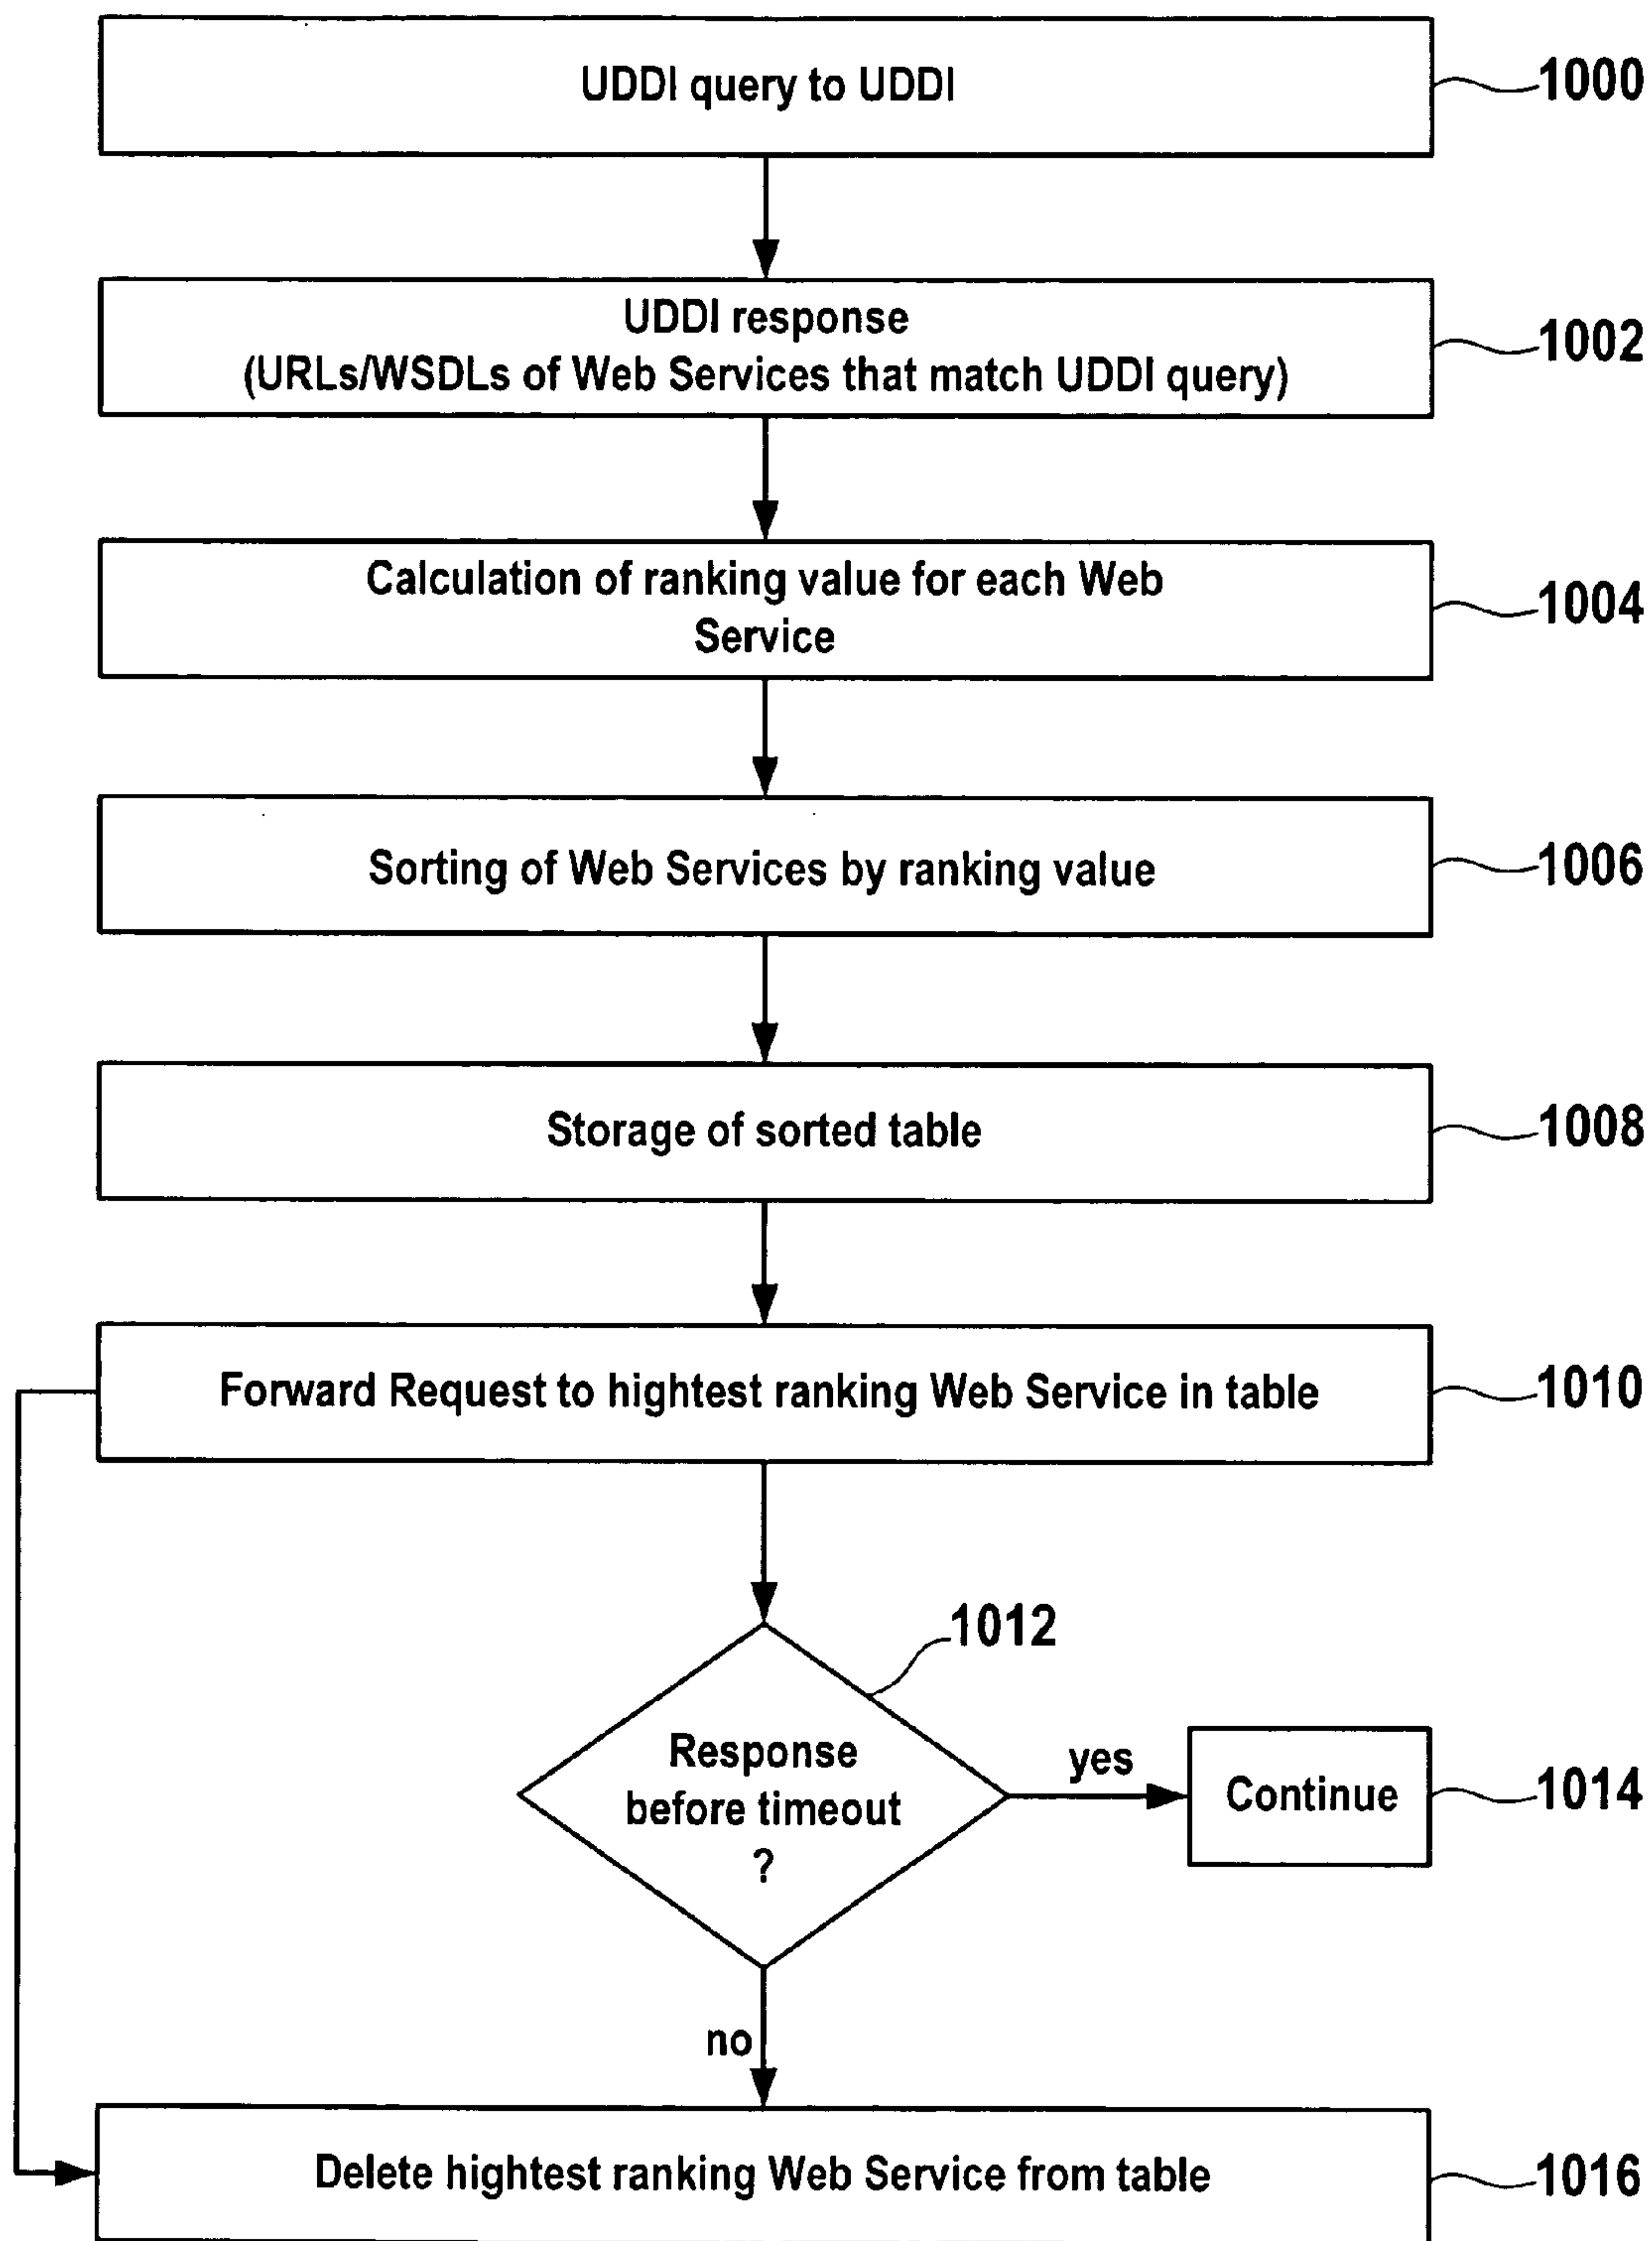 UDDI query to UDDI
1000
UDDI response
(URLs/WSDLs of Web Services that match UDDI query)
1002
Calculation of ranking value for each Web
Service
1004
Sorting of Web Services by ranking value
1006
Storage of sorted table
1008
Forward Request to hightest ranking Web Service in table
1010
1012
Response
before timeout
?
yes
Continue
1014
no
Delete hightest ranking Web Service from table
1016